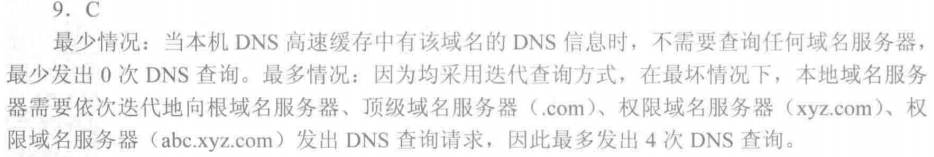 9. C
最少情况：当本机 DNS 高速缓存中有该域名的 DNS 信息时，不需要查询任何域名服务器，
最少发出 0 次 DNS 查询。最多情况：因为均采用迭代查询方式，在最坏情况下，本地域名服务
器需要依次迭代地向根域名服务器、顶级域名服务器（.com）、权限域名服务器（xyz.com）、权
限域名服务器（abc.xyz.com）发出 DNS 查询请求，因此最多发出 4 次 DNS 查询。